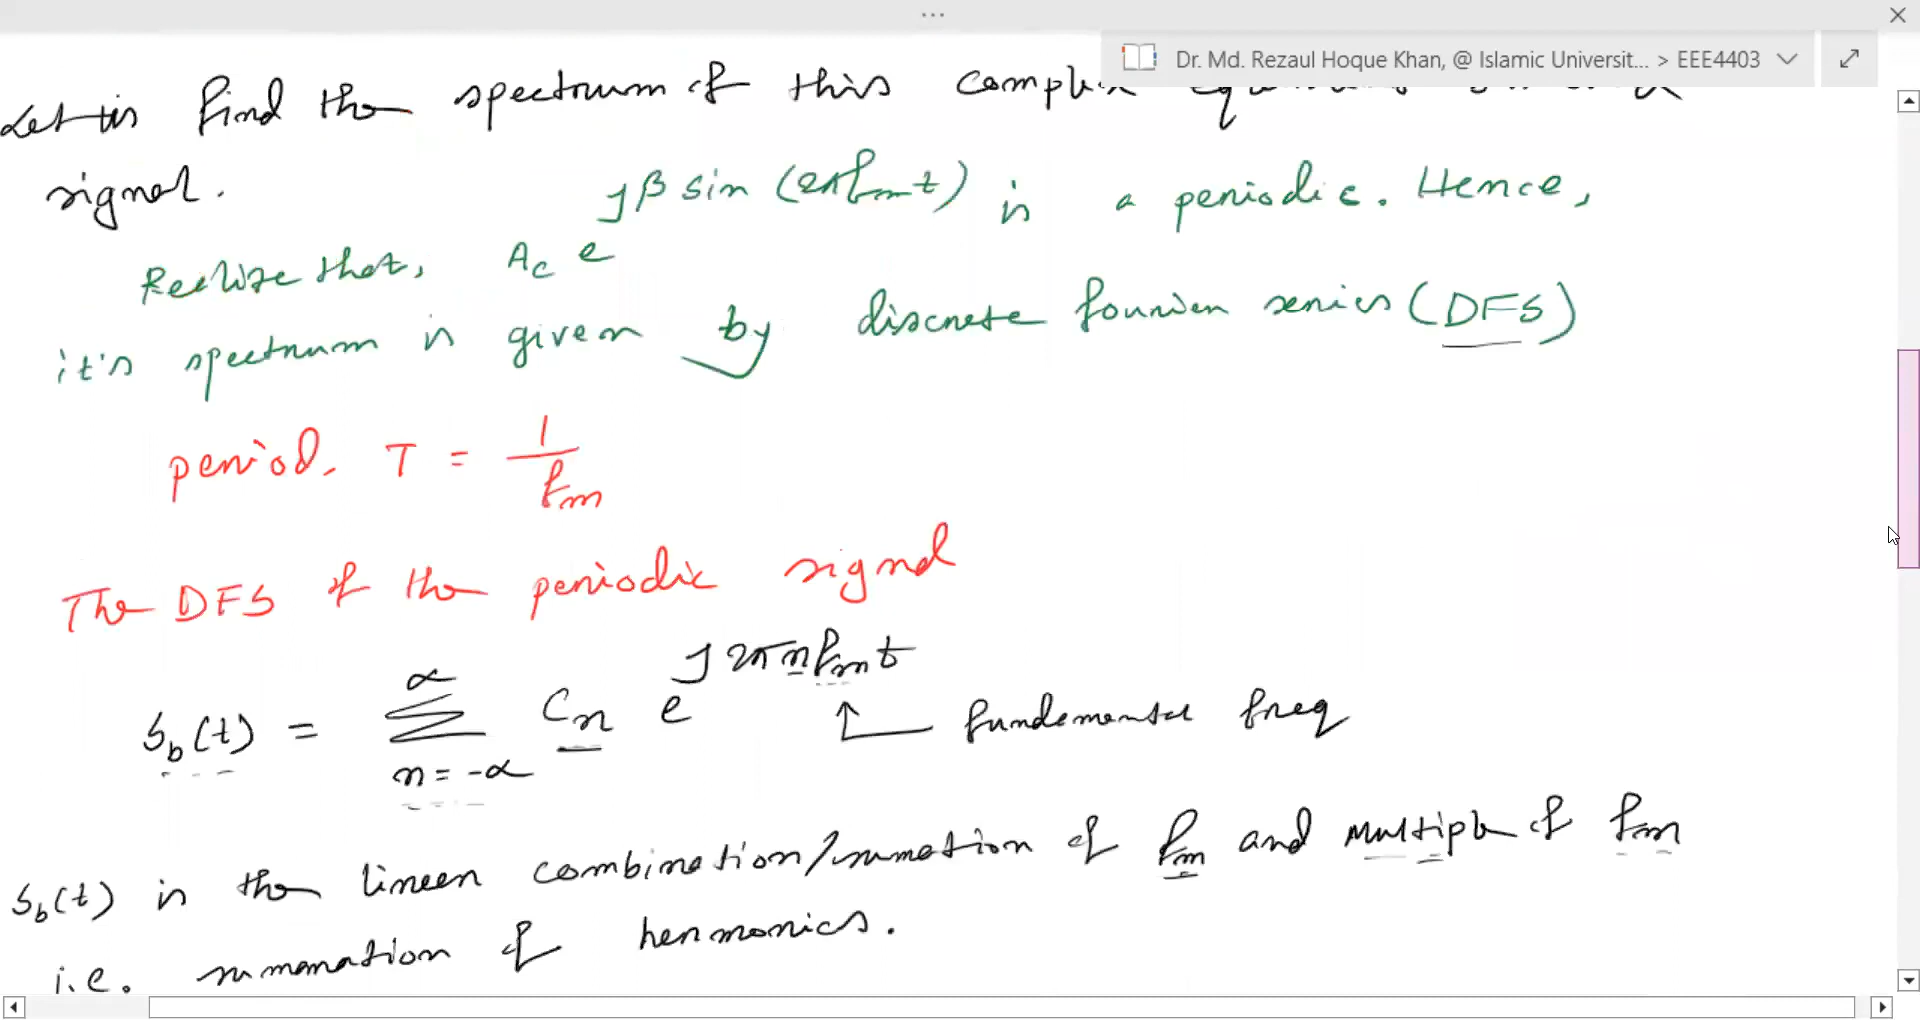 Dr. Md. Rezaul Hoque Khan, @ Islamic Universit... > EEE4403
Let us find the spectrum of this complex
signal.
Realize that, Ac e^jβ sin (2πfmt) is a periodic. Hence,
it's spectrum is given by discrete fourier series (DFS)
period, T = 1/fm
The DFS of the periodic signal
Sb(t) = ∑ n=-∞ ∞ Cn e^j2πnfmt
fundamental freq
Sb(t) is the linear combination/summation of fm and multiple of fm
i.e. summation of harmonics.